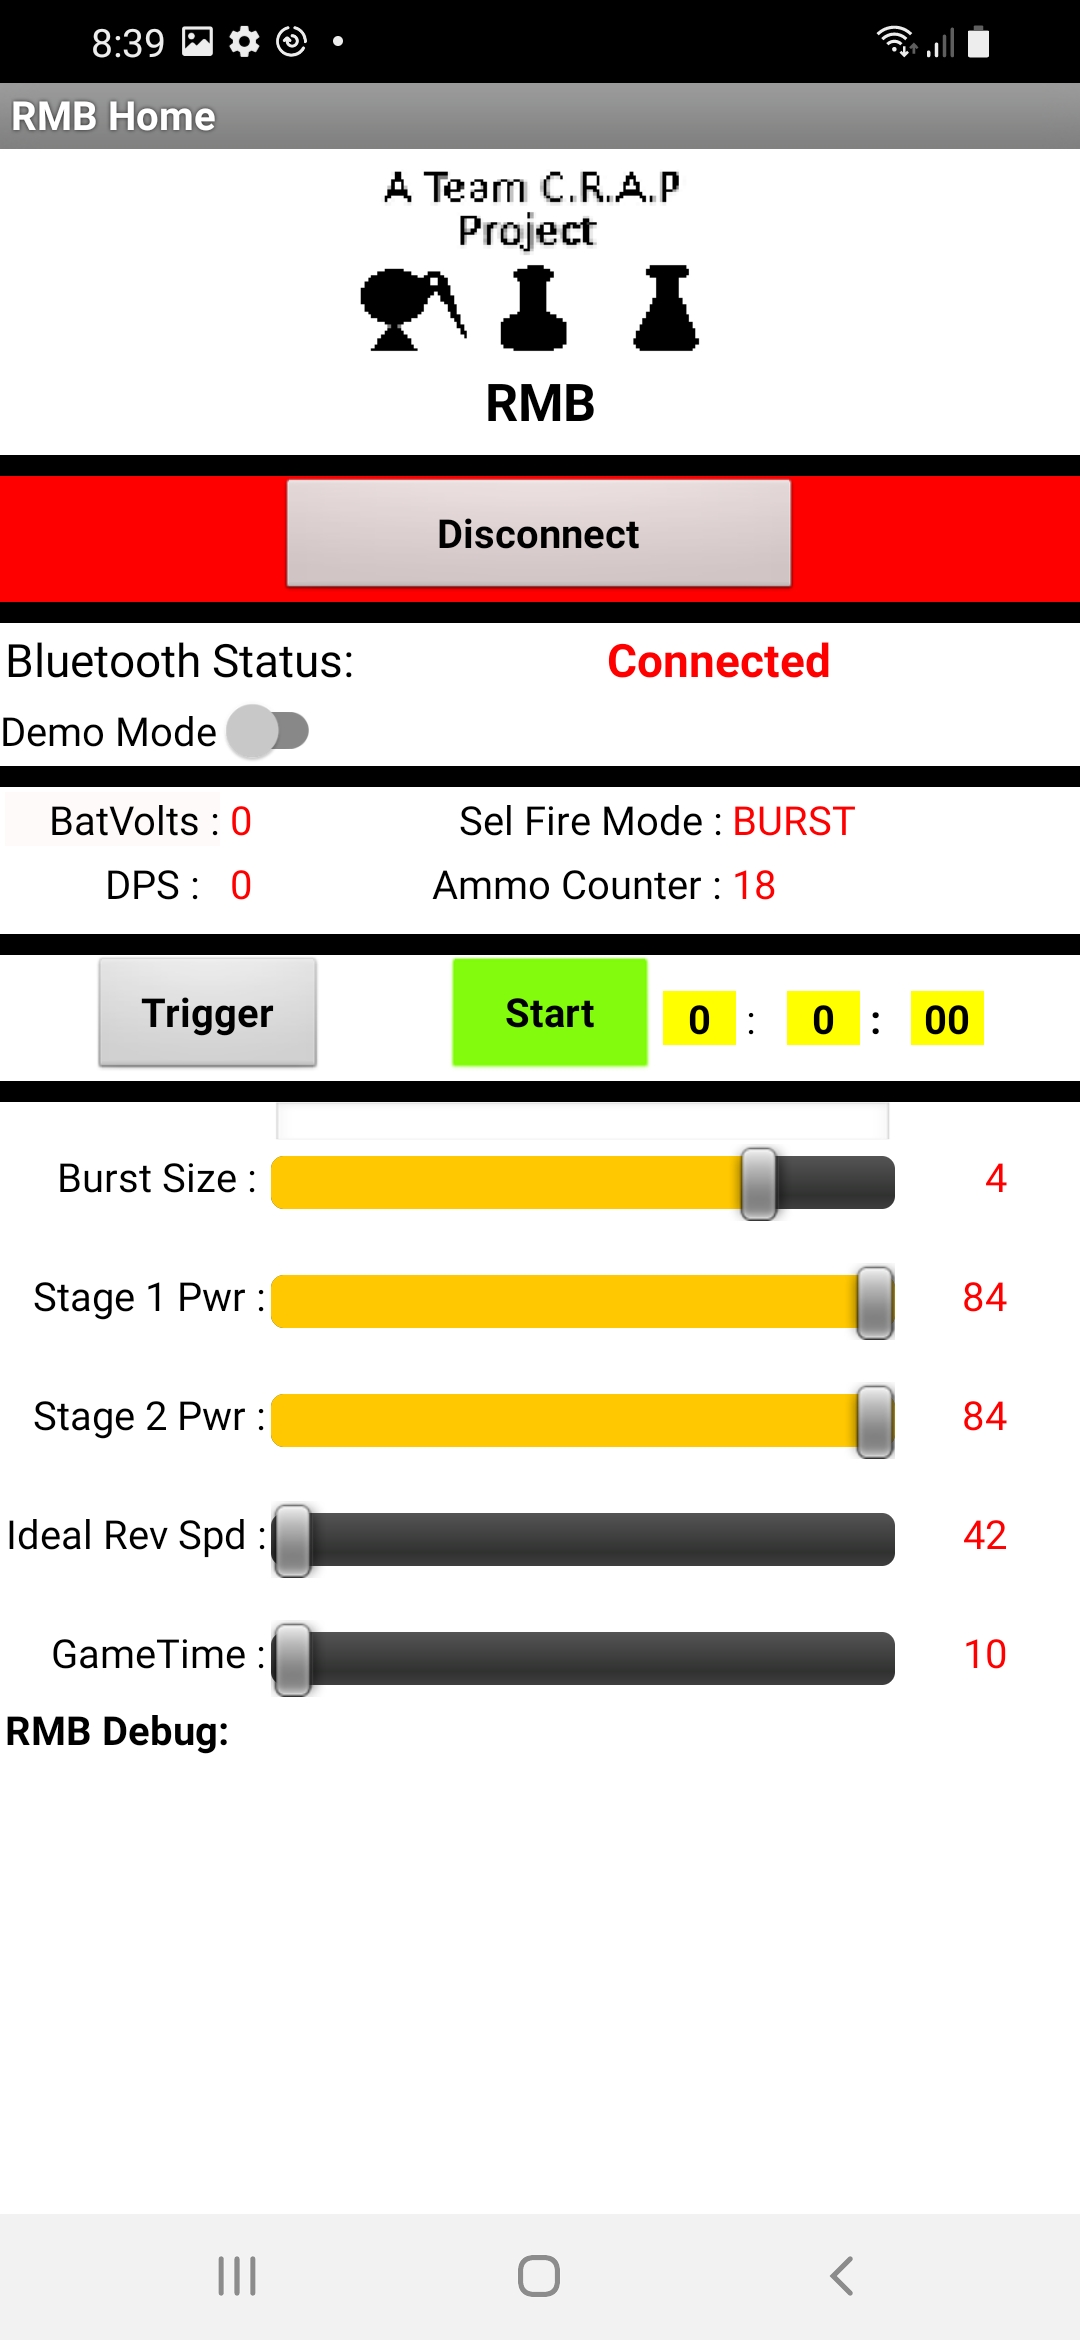 8:39
RMB Home
A Team C.R.A.P
Project
RMB
Disconnect
Bluetooth Status: Connected
Demo Mode
BatVolts : 0 Sel Fire Mode : BURST
DPS : 0 Ammo Counter : 18
Trigger Start 0 : 0 : 00
Burst Size : 4
Stage 1 Pwr : 84
Stage 2 Pwr : 84
Ideal Rev Spd : 42
GameTime : 10
RMB Debug: